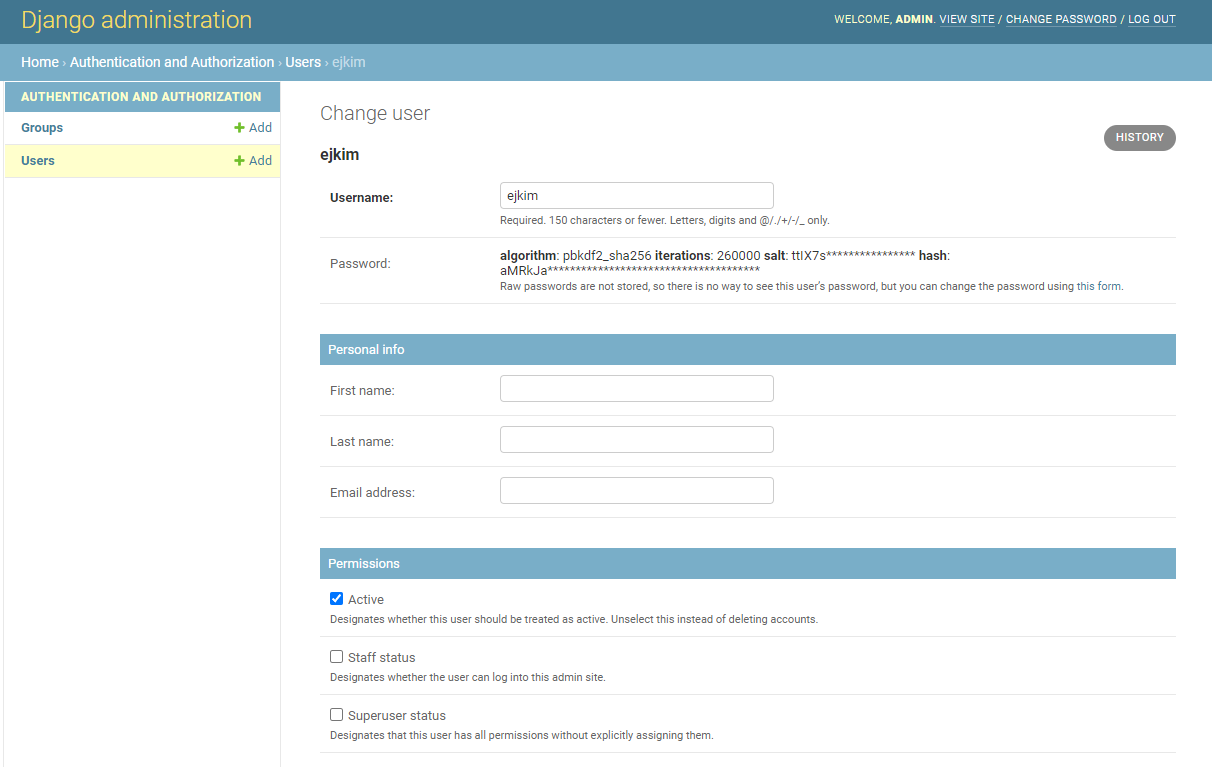 Django administration
WELCOME, ADMIN. VIEW SITE / CHANGE PASSWORD / LOG OUT
Home › Authentication and Authorization › Users › ejkim
AUTHENTICATION AND AUTHORIZATION
Groups + Add
Users + Add
Change user
HISTORY
ejkim
Username: ejkim
Required. 150 characters or fewer. Letters, digits and @/./+/-/_ only.
Password: algorithm: pbkdf2_sha256 iterations: 260000 salt: ttIX7s**************** hash:
aMRkJa**************************************
Raw passwords are not stored, so there is no way to see this user’s password, but you can change the password using this form.
Personal info
First name:
Last name:
Email address:
Permissions
Active
Designates whether this user should be treated as active. Unselect this instead of deleting accounts.
Staff status
Designates whether the user can log into this admin site.
Superuser status
Designates that this user has all permissions without explicitly assigning them.